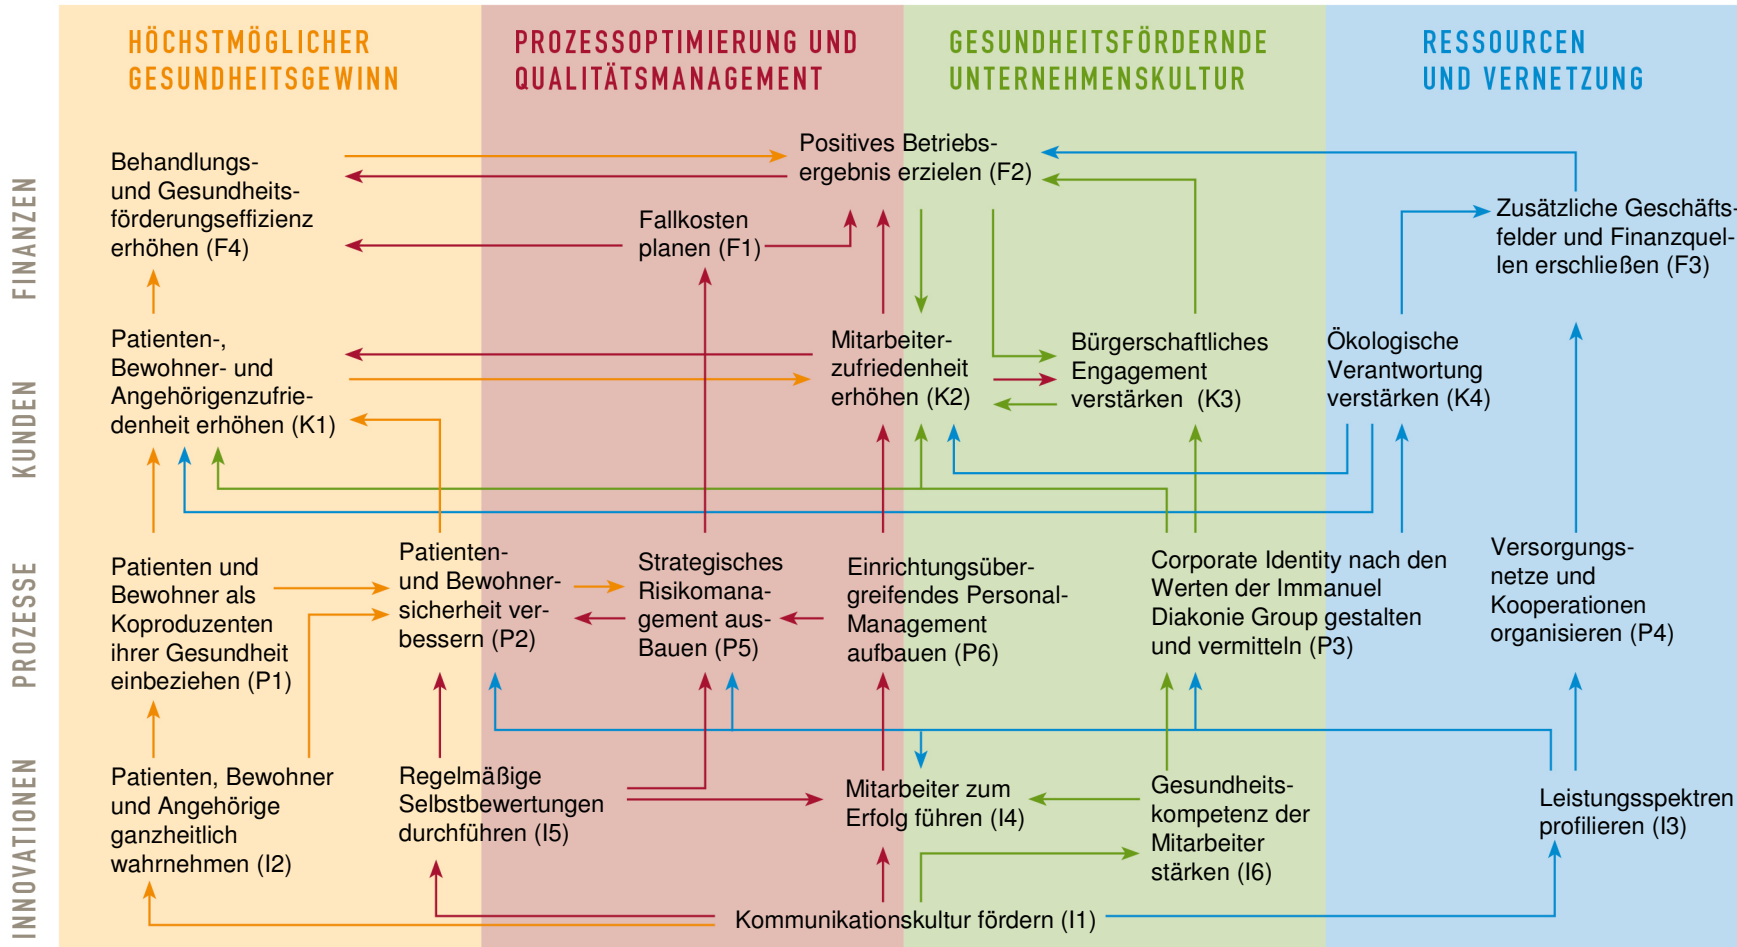 HÖCHSTMÖGLICHER
GESUNDHEITSGEWINN
PROZESSOPTIMIERUNG UND
QUALITÄTSMANAGEMENT
GESUNDHEITSFÖRDERNDE
UNTERNEHMENSKULTUR
RESSOURCEN
UND VERNETZUNG
FINANZEN
Behandlungs-
und Gesundheits-
förderungseffizienz
erhöhen (F4)
Positives Betriebs-
ergebnis erzielen (F2)
Fallkosten
planen (F1)
Zusätzliche Geschäfts-
felder und Finanzquel-
len erschließen (F3)
KUNDEN
Patienten-,
Bewohner- und
Angehörigenzufrie-
denheit erhöhen (K1)
Mitarbeiter-
zufriedenheit
erhöhen (K2)
Bürgerschaftliches
Engagement
verstärken (K3)
Ökologische
Verantwortung
verstärken (K4)
PROZESSE
Patienten und
Bewohner als
Koproduzenten
ihrer Gesundheit
einbeziehen (P1)
Patienten-
und Bewohner-
sicherheit ver-
bessern (P2)
Strategisches
Risikomana-
gement aus-
Bauen (P5)
Einrichtungsüber-
greifendes Personal-
Management
aufbauen (P6)
Corporate Identity nach den
Werten der Immanuel
Diakonie Group gestalten
und vermitteln (P3)
Versorgungs-
netze und
Kooperationen
organisieren (P4)
INNOVATIONEN
Patienten, Bewohner
und Angehörige
ganzheitlich
wahrnehmen (I2)
Regelmäßige
Selbstbewertungen
durchführen (I5)
Mitarbeiter zum
Erfolg führen (I4)
Gesundheits-
kompetenz der
Mitarbeiter
stärken (I6)
Leistungsspektren
profilieren (I3)
Kommunikationskultur fördern (I1)